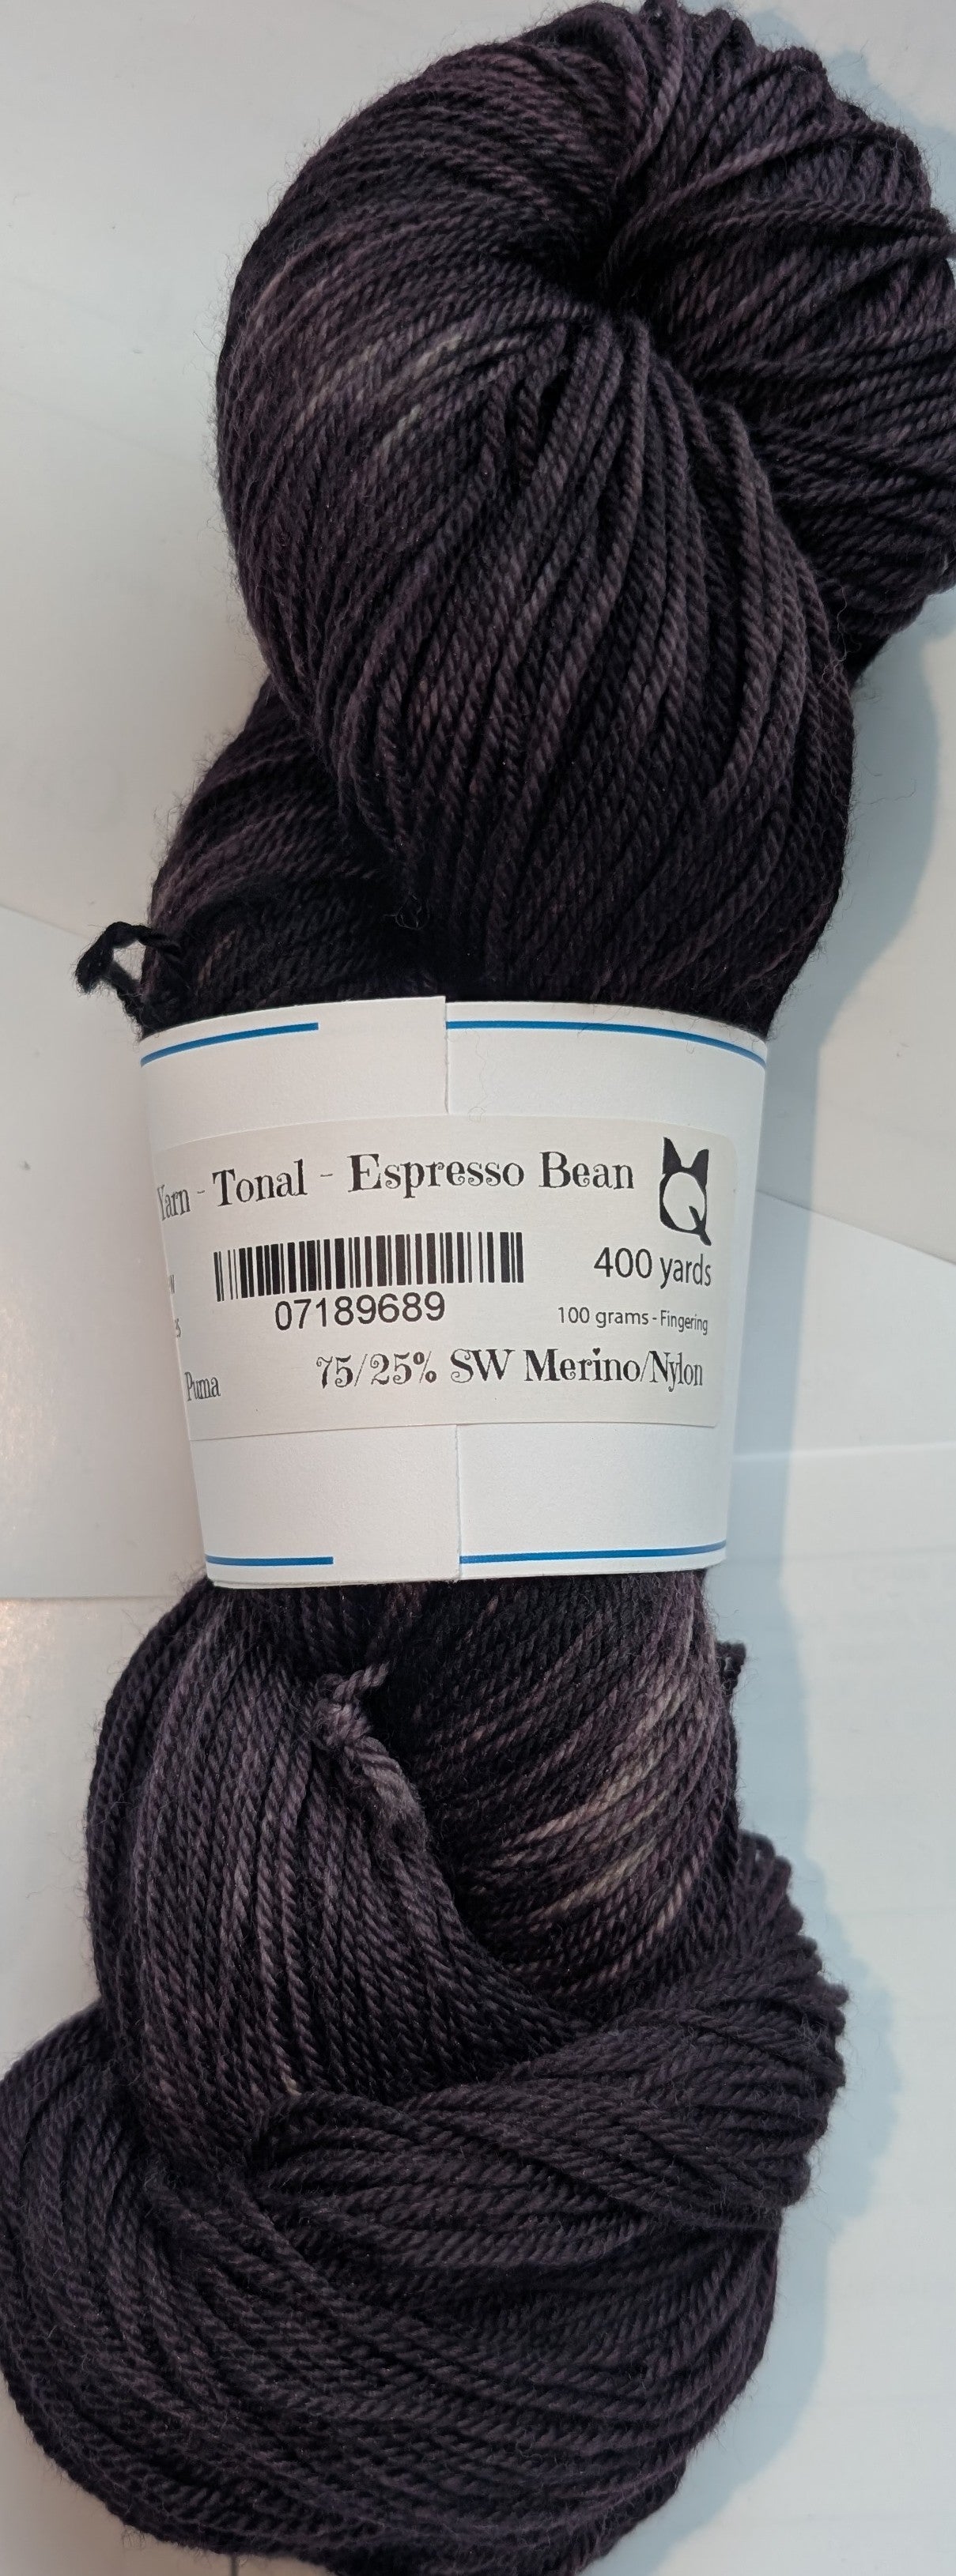 Yarn - Tonal - Espresso Bean
Q
400 yards
07189689
100 grams - Fingering
Puma
75/25% SW Merino/Nylon